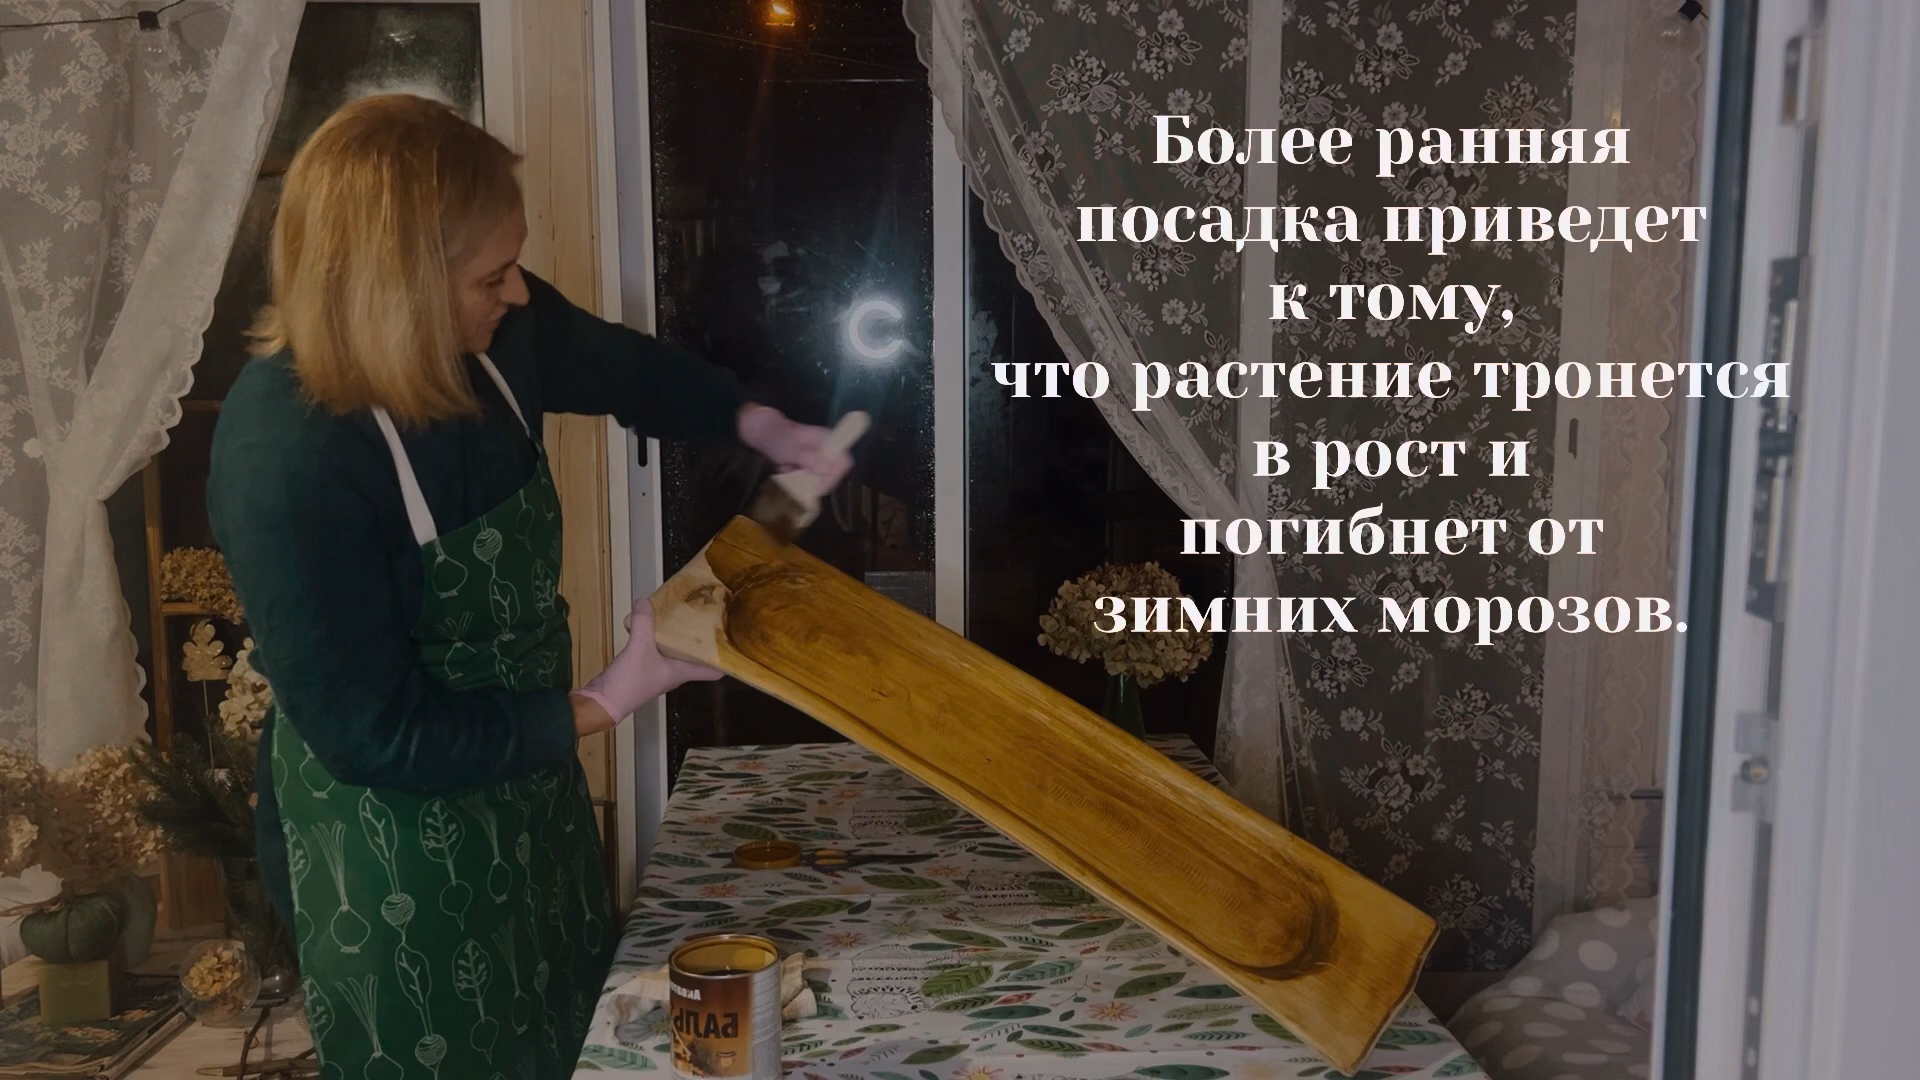 Более ранняя
посадка приведет
к тому,
что растение тронется
в рост и
погибнет от
зимних морозов.